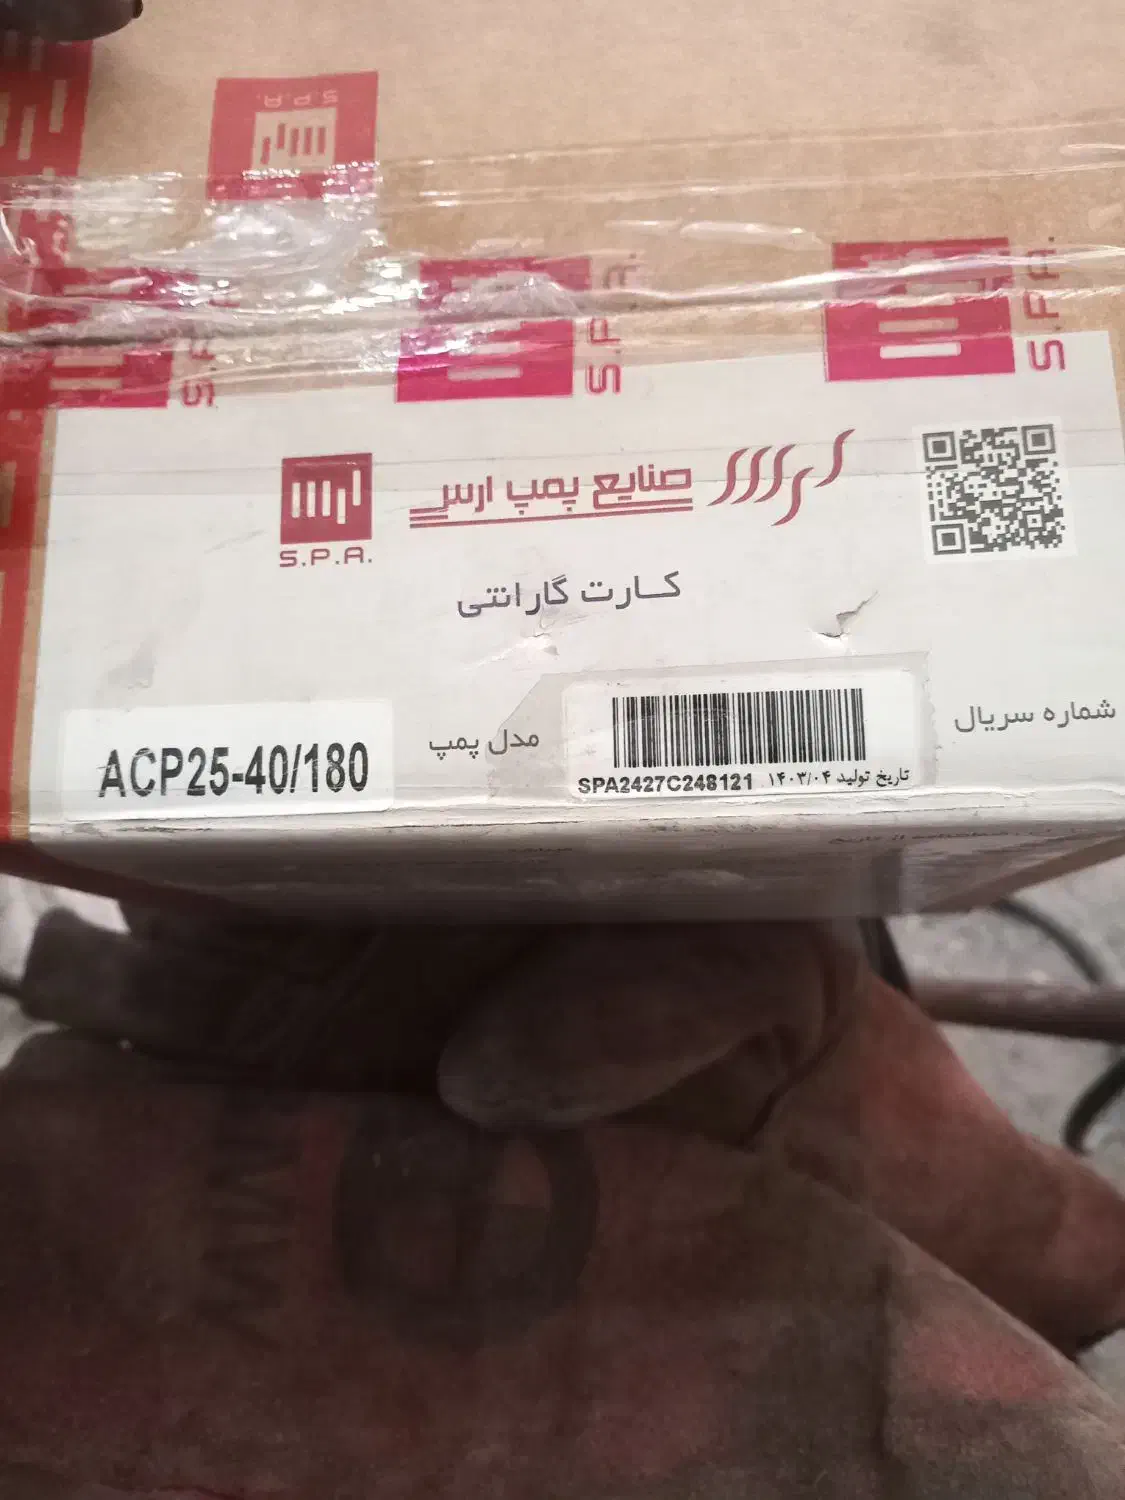 S.P.A.
S.P.A.
S.P.A.
S.P.A.
صنایع پمپ ارس
S.P.A.
کارت گارانتی
شماره سریال
SPA2427C248121 تاریخ تولید ۱۴۰۳/۰۴
مدل پمپ
ACP25-40/180